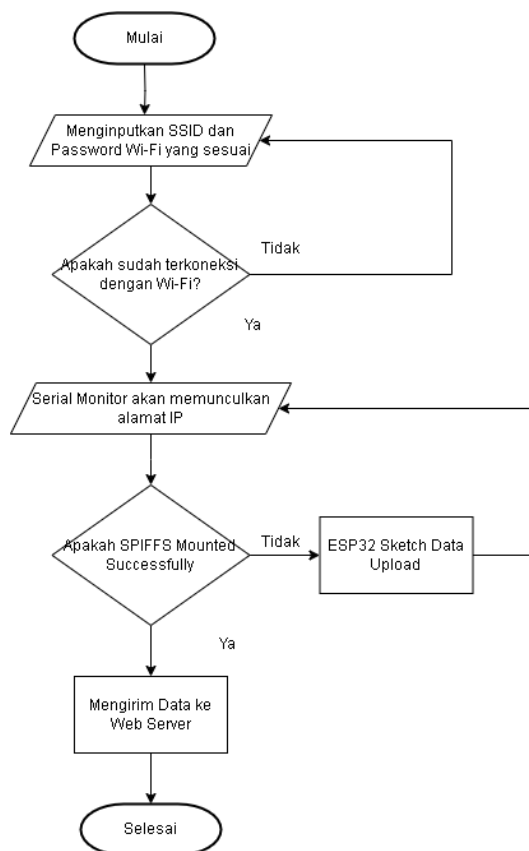 Mulai
Menginputkan SSID dan
Password Wi-Fi yang sesuai
Tidak
Apakah sudah terkoneksi
dengan Wi-Fi?
Ya
Serial Monitor akan memunculkan
alamat IP
Apakah SPIFFS Mounted
Successfully
Tidak
ESP32 Sketch Data
Upload
Ya
Mengirim Data ke
Web Server
Selesai